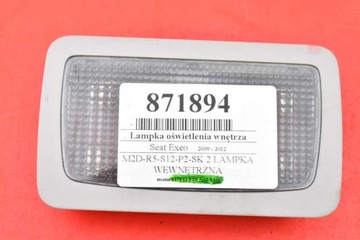 871894
Lampka oświetlenia wnętrza
Seat Exeo 2009 - 2012
M2D-R5-S12-P2-SK 2 LAMPKA
WEWNĘTRZNA